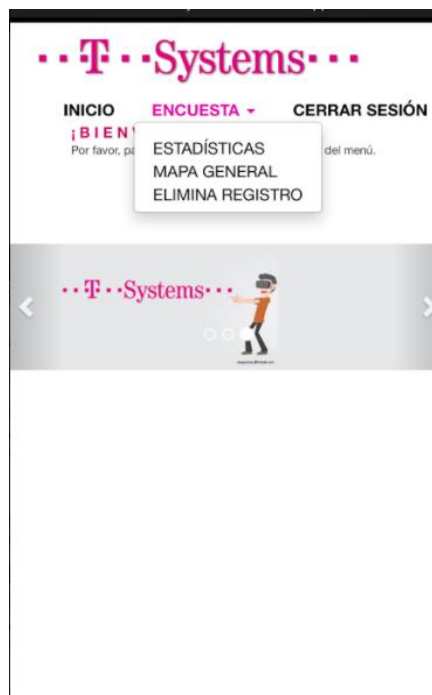 ··T··Systems···
INICIO ENCUESTA CERRAR SESIÓN
¡BIEN
Por favor, pa del menú.
ESTADÍSTICAS
MAPA GENERAL
ELIMINA REGISTRO
··T··Systems···